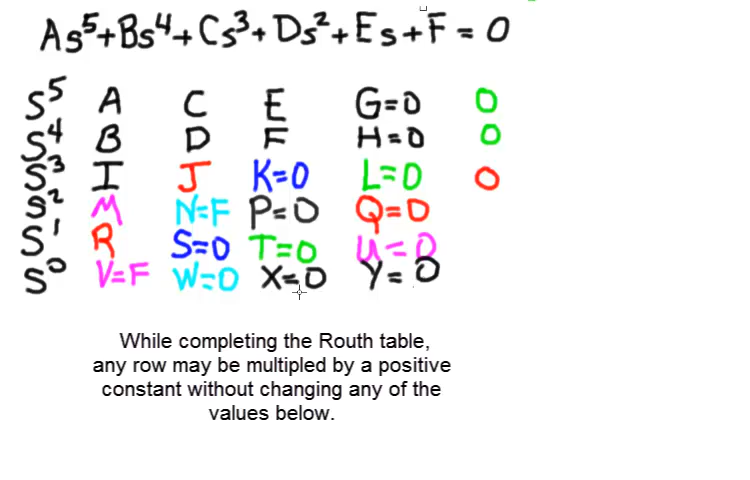 As⁵+Bs⁴+Cs³+Ds²+Es+F=0
S⁵ A C E G=0 0
S⁴ B D F H=0 0
S³ I J K=0 L=0 0
S² M N=F P=0 Q=0
S¹ R S=0 T=0 U=0
S⁰ V=F W=0 X=0 Y=0
While completing the Routh table,
any row may be multipled by a positive
constant without changing any of the
values below.